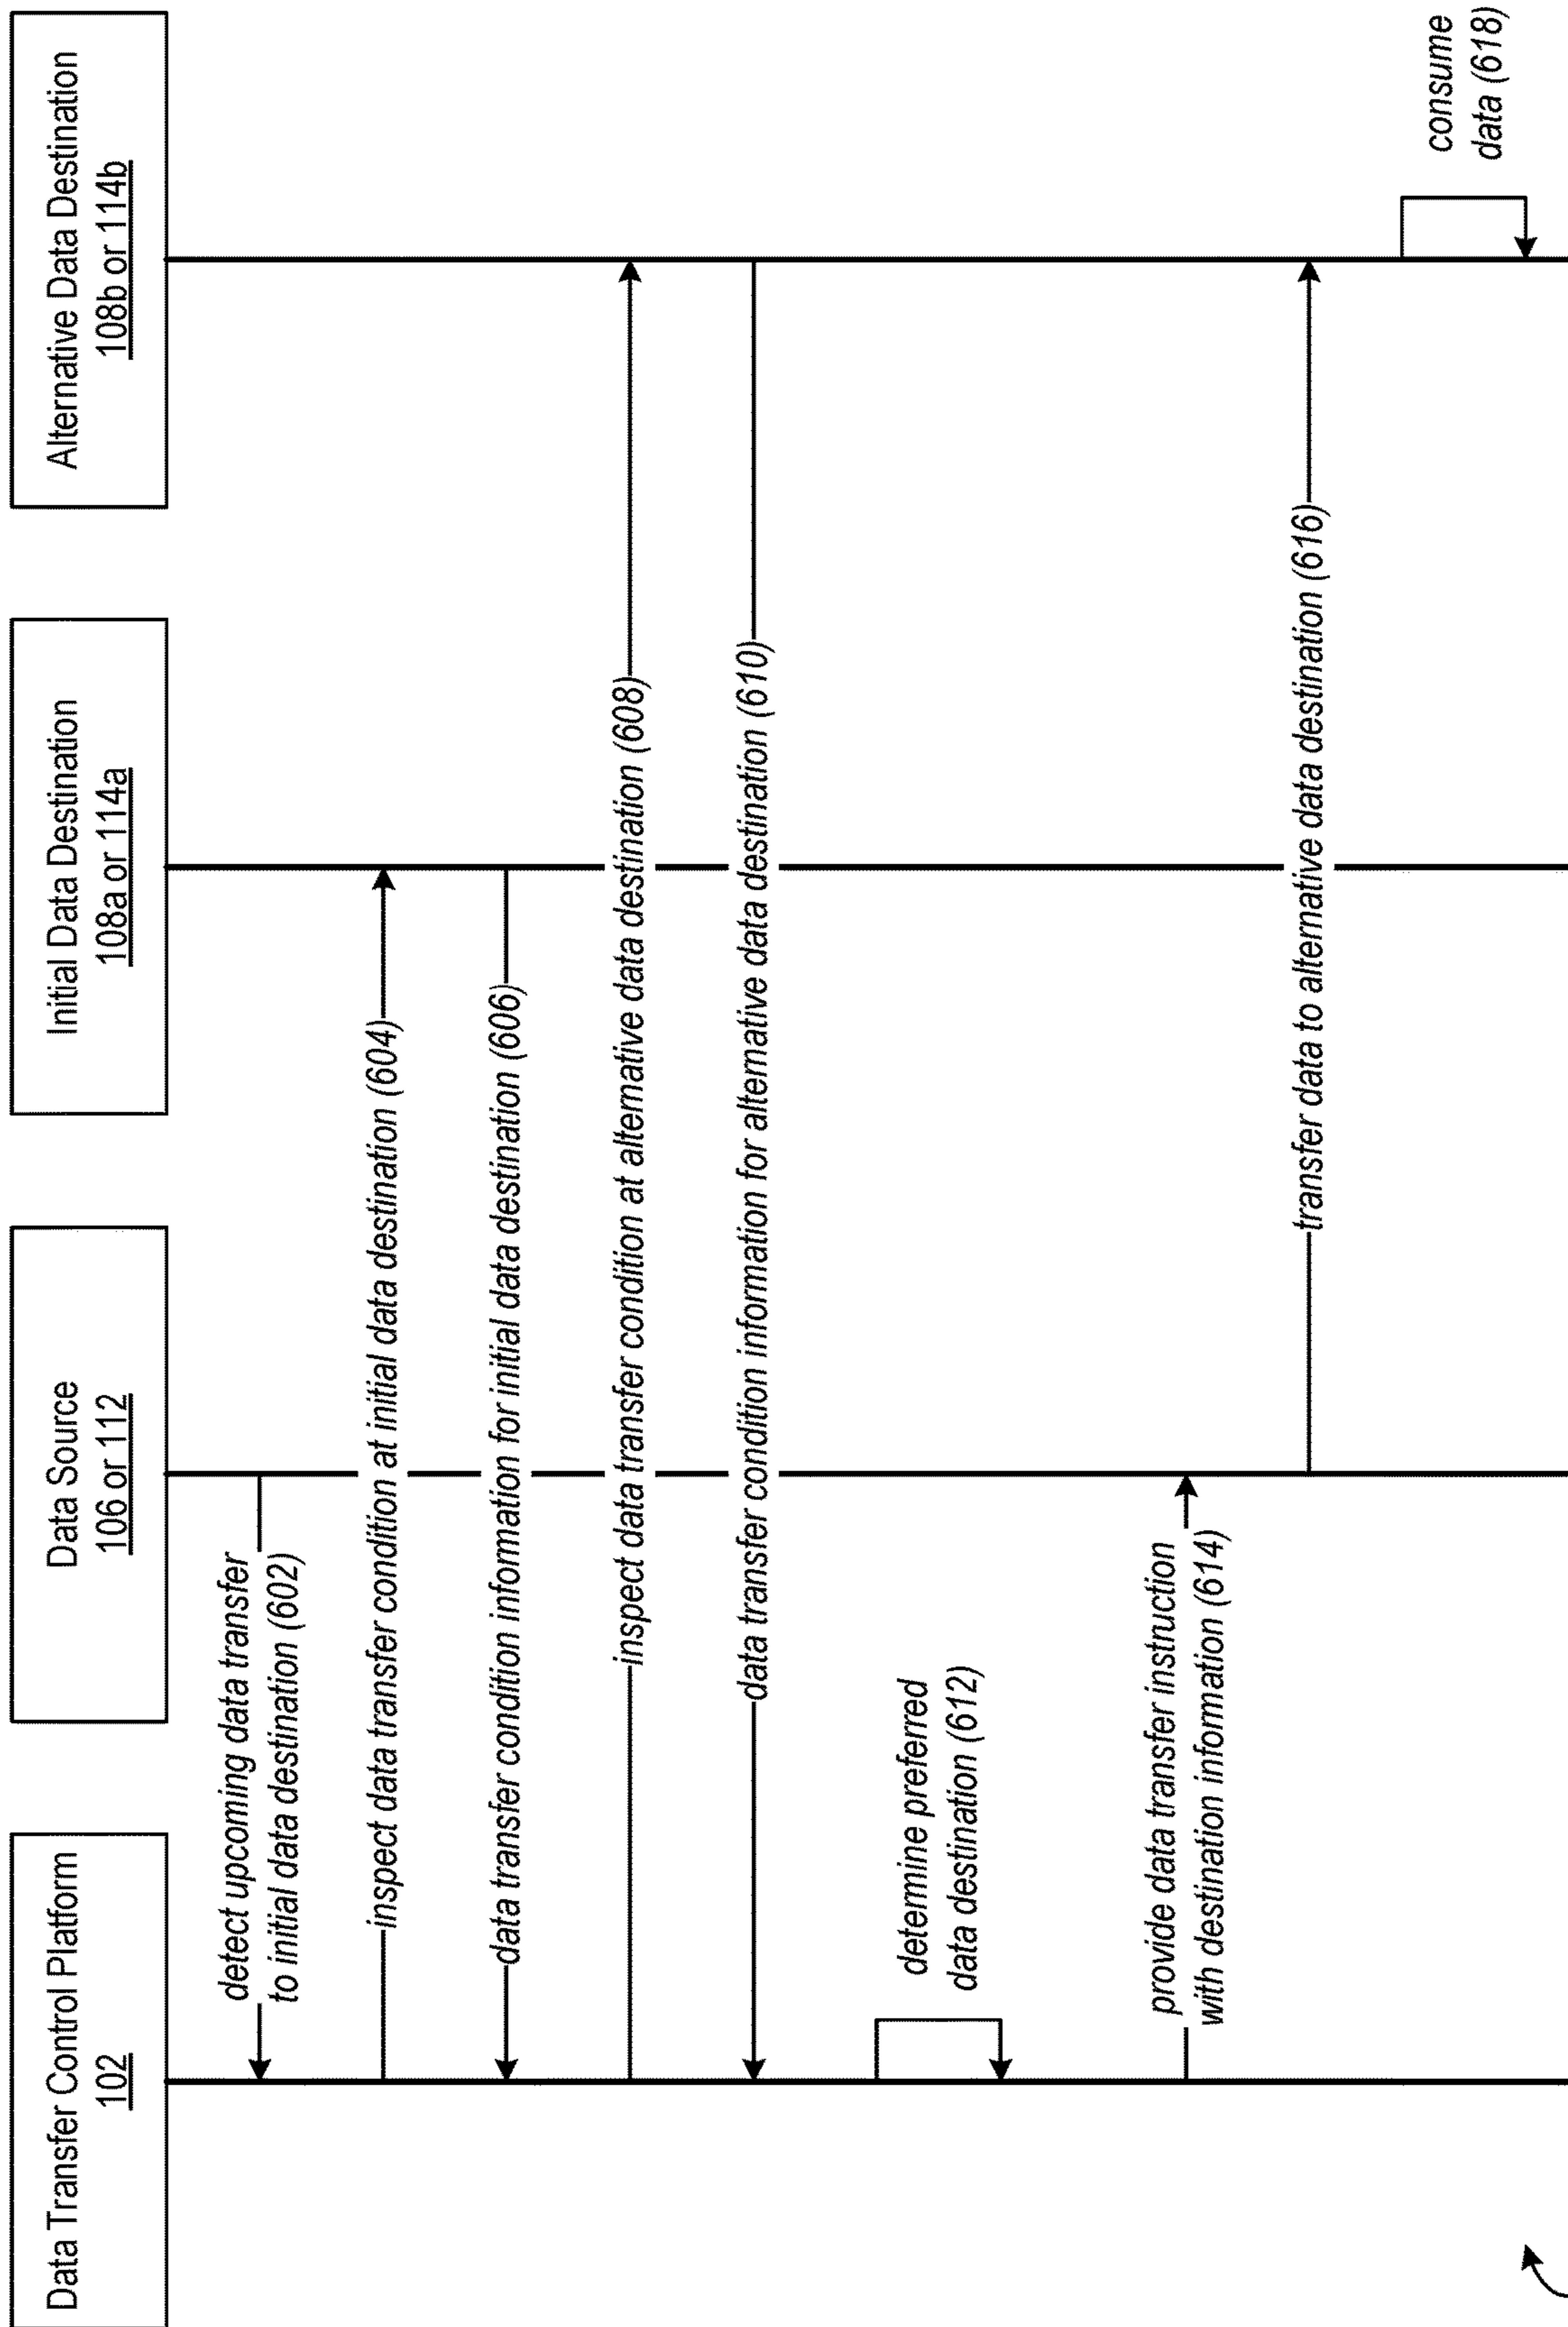 Data Transfer Control Platform
102
Data Source
106 or 112
Initial Data Destination
108a or 114a
Alternative Data Destination
108b or 114b
detect upcoming data transfer
to initial data destination (602)
inspect data transfer condition at initial data destination (604)
data transfer condition information for initial data destination (606)
inspect data transfer condition at alternative data destination (608)
data transfer condition information for alternative data destination (610)
determine preferred
data destination (612)
provide data transfer instruction
with destination information (614)
transfer data to alternative data destination (616)
consume
data (618)